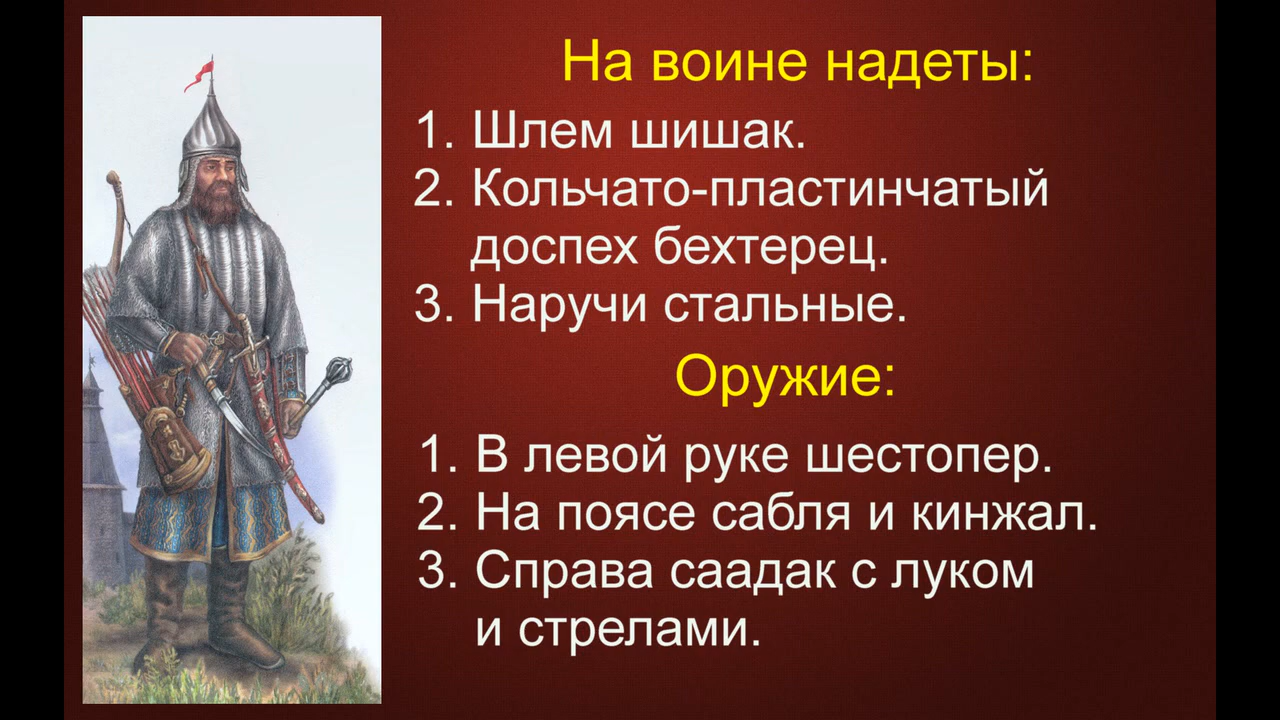 На воине надеты:
1. Шлем шишак.
2. Кольчато-пластинчатый
доспех бехтерец.
3. Наручи стальные.
Оружие:
1. В левой руке шестопер.
2. На поясе сабля и кинжал.
3. Справа саадак с луком
и стрелами.